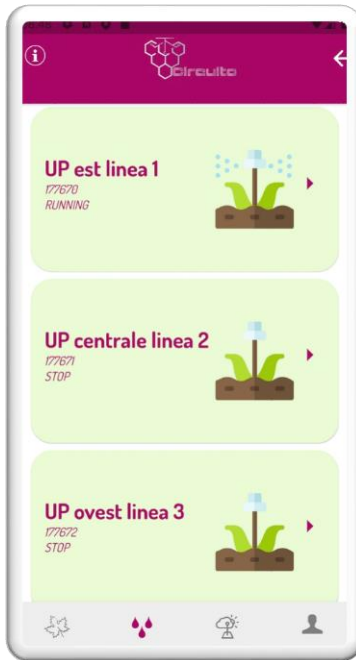 Circuito
UP est linea 1
177670
RUNNING
UP centrale linea 2
177671
STOP
UP ovest linea 3
177672
STOP